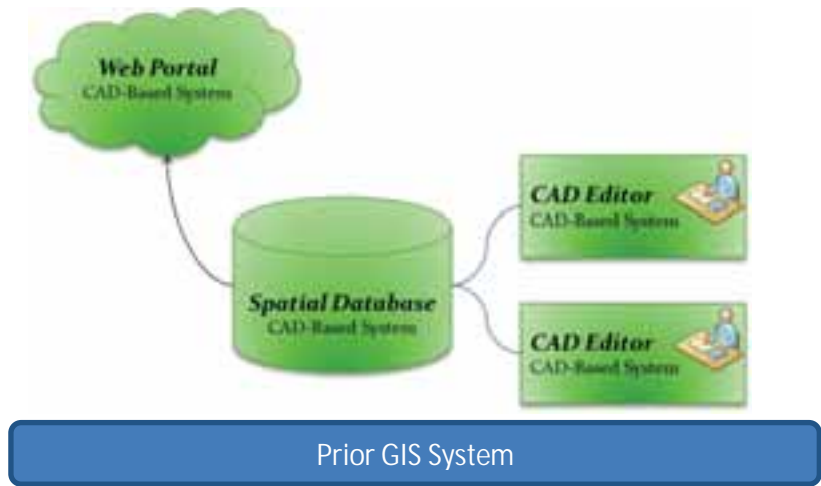 Web Portal
CAD-Based System
CAD Editor
CAD-Based System
Spatial Database
CAD-Based System
CAD Editor
CAD-Based System
Prior GIS System